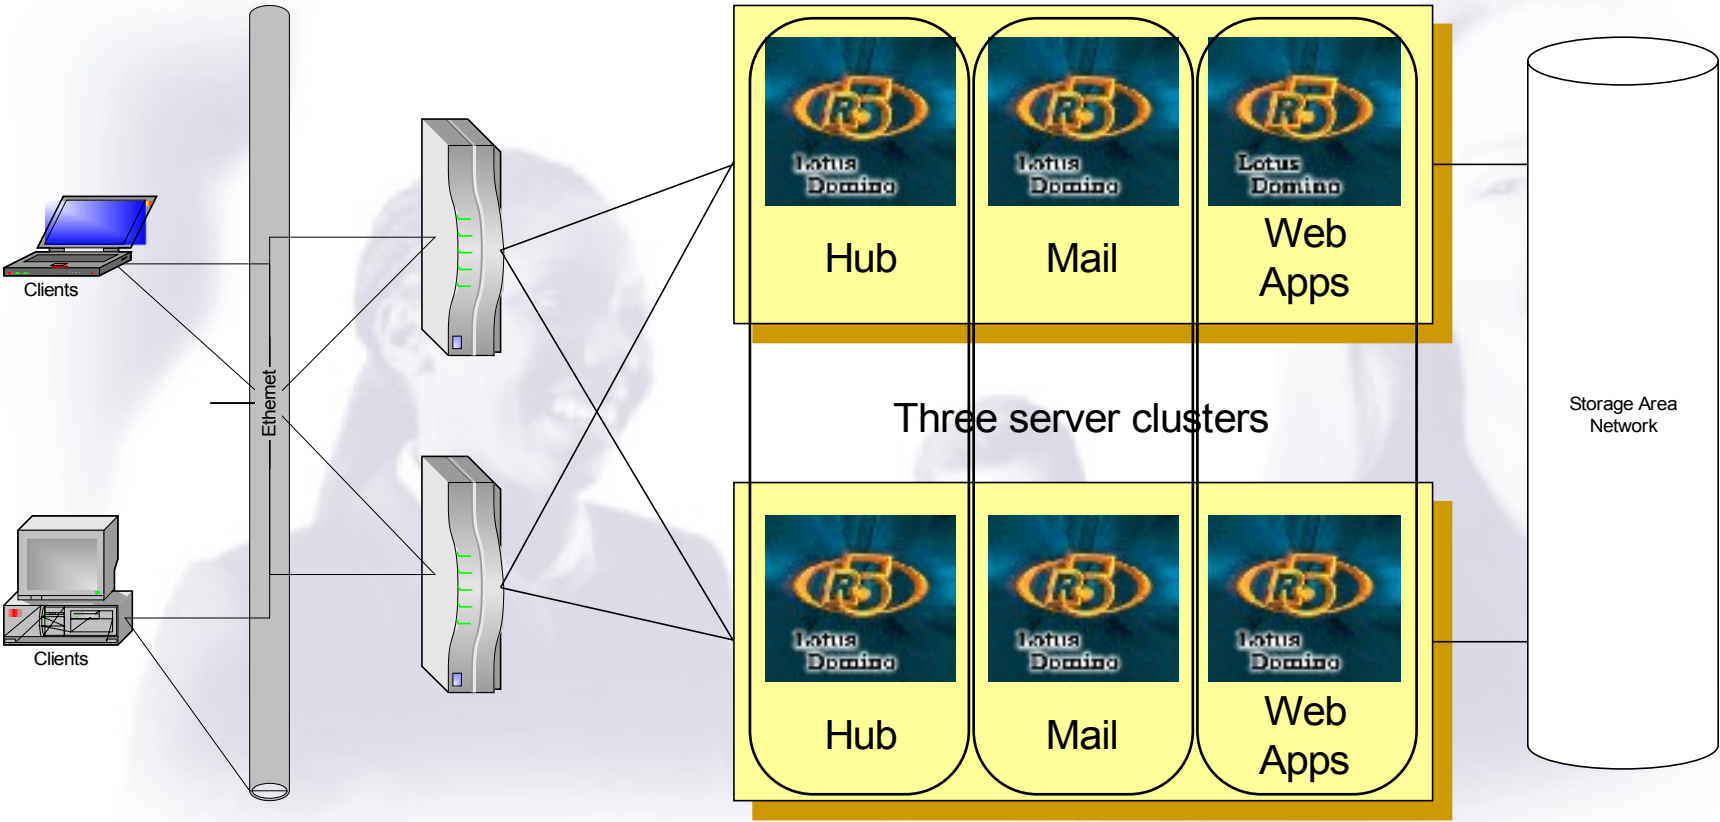 Clients
Clients
Ethernet
R5
Lotus
Domino
Hub
R5
Lotus
Domino
Mail
R5
Lotus
Domino
Web
Apps
Three server clusters
R5
Lotus
Domino
Hub
R5
Lotus
Domino
Mail
R5
Lotus
Domino
Web
Apps
Storage Area
Network